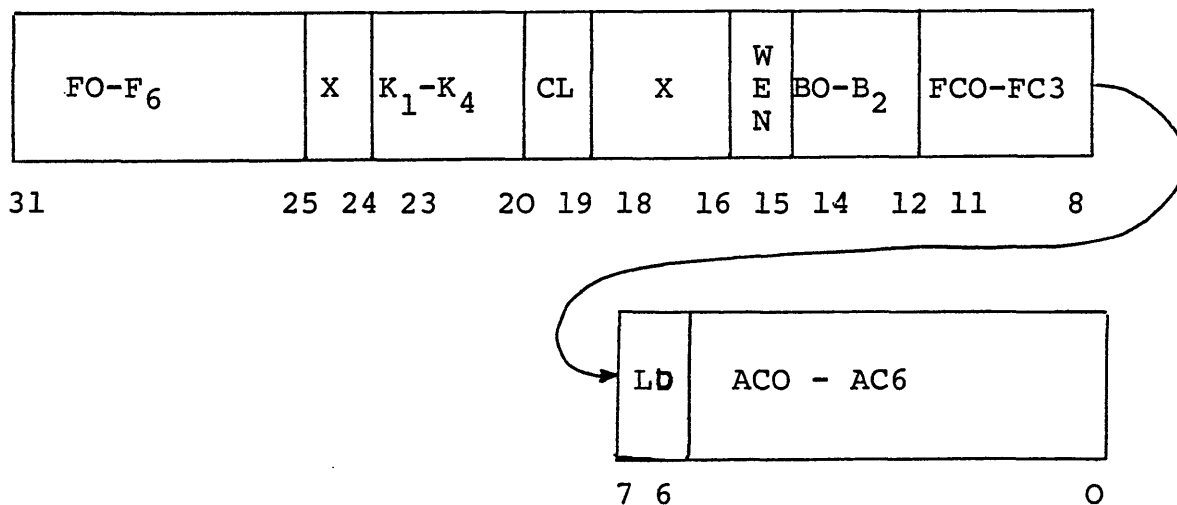 FO-F6 X K1-K4 CL X WEN BO-B2 FCO-FC3
31 25 24 23 20 19 18 16 15 14 12 11 8
LD ACO - AC6
7 6 O